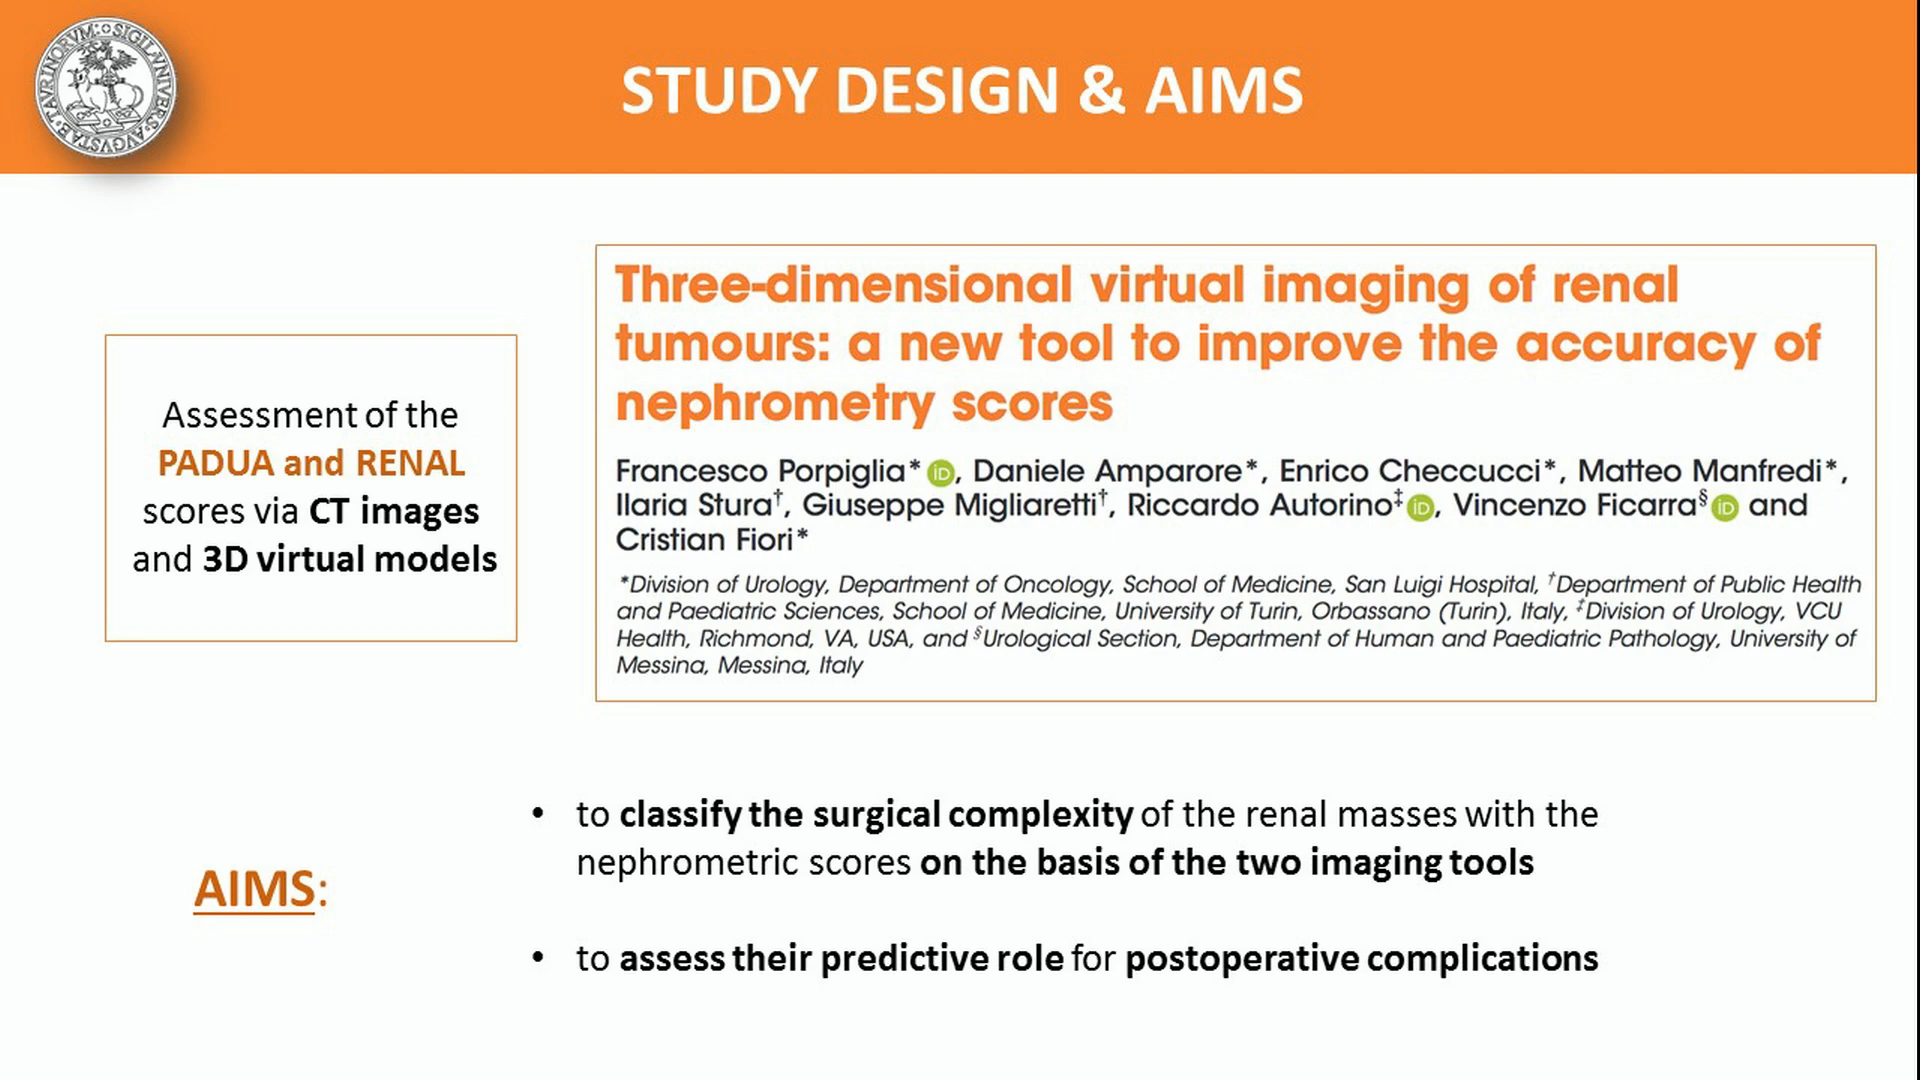 STUDY DESIGN & AIMS
Assessment of the
PADUA and RENAL
scores via CT images
and 3D virtual models
Three-dimensional virtual imaging of renal
tumours: a new tool to improve the accuracy of
nephrometry scores
Francesco Porpiglia* iD, Daniele Amparore*, Enrico Checcucci*, Matteo Manfredi*,
Ilaria Stura†, Giuseppe Migliaretti†, Riccardo Autorino‡ iD, Vincenzo Ficarra§ iD and
Cristian Fiori*
*Division of Urology, Department of Oncology, School of Medicine, San Luigi Hospital, †Department of Public Health
and Paediatric Sciences, School of Medicine, University of Turin, Orbassano (Turin), Italy, ‡Division of Urology, VCU
Health, Richmond, VA, USA, and §Urological Section, Department of Human and Paediatric Pathology, University of
Messina, Messina, Italy
AIMS:
• to classify the surgical complexity of the renal masses with the
nephrometric scores on the basis of the two imaging tools
• to assess their predictive role for postoperative complications